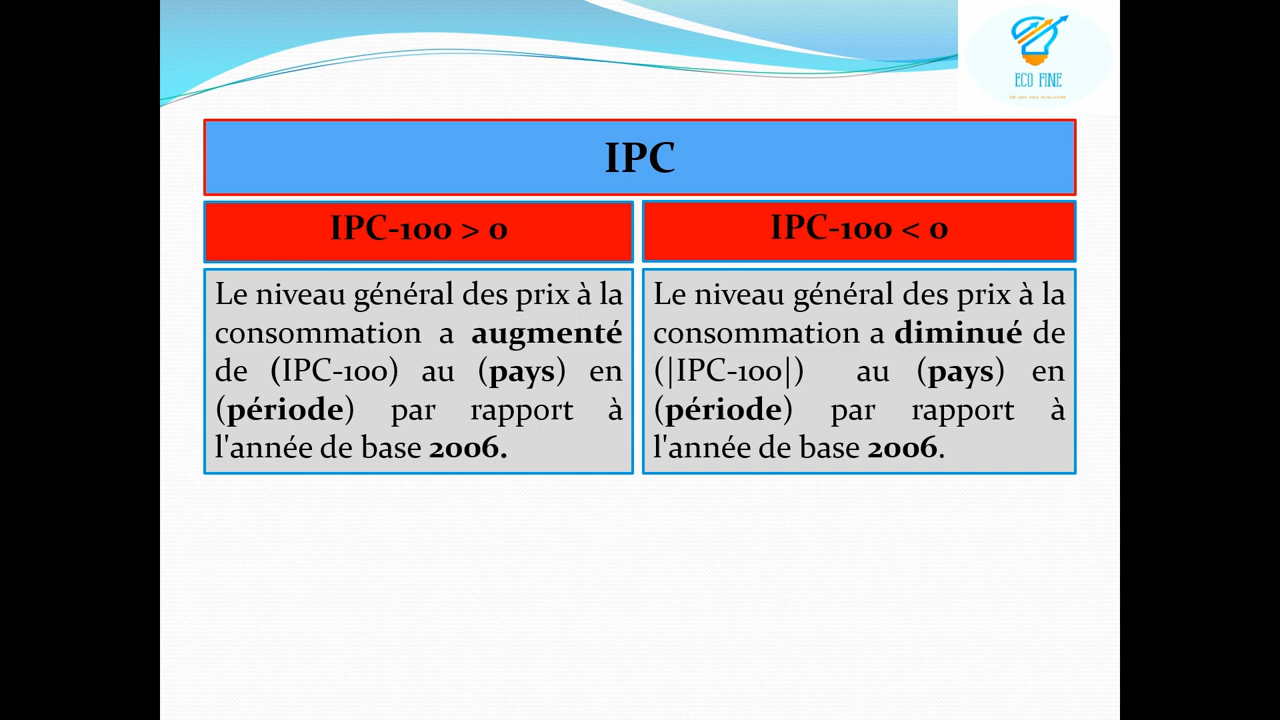 ECO FINE
IPC
IPC-100 > 0
IPC-100 < 0
Le niveau général des prix à la
consommation a augmenté
de (IPC-100) au (pays) en
(période) par rapport à
l'année de base 2006.
Le niveau général des prix à la
consommation a diminué de
(|IPC-100|) au (pays) en
(période) par rapport à
l'année de base 2006.